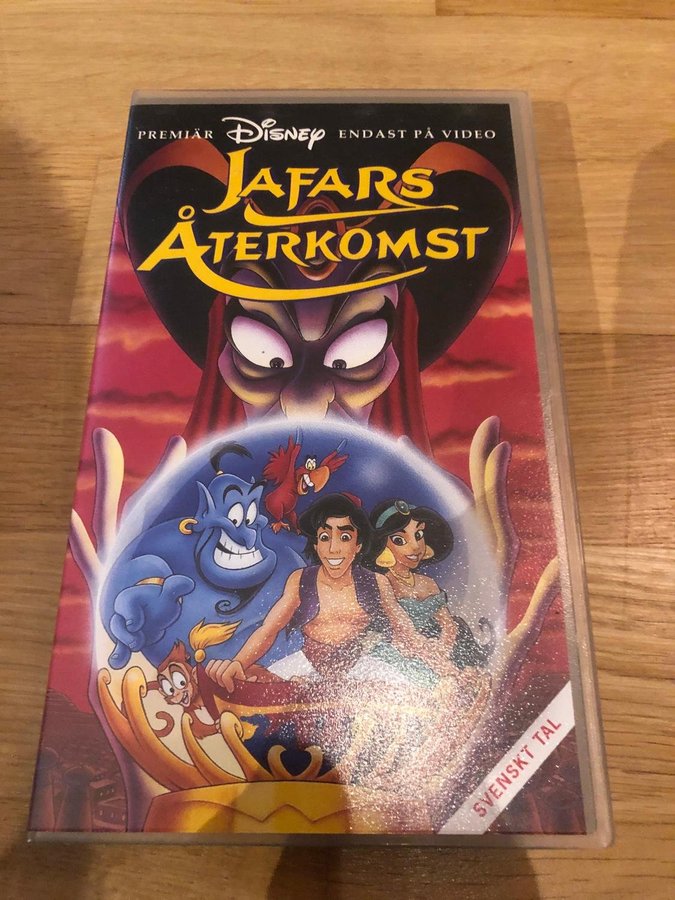 PREMIÄR Disney ENDAST PÅ VIDEO
JAFARS
ÅTERKOMST
SVENSKT TAL